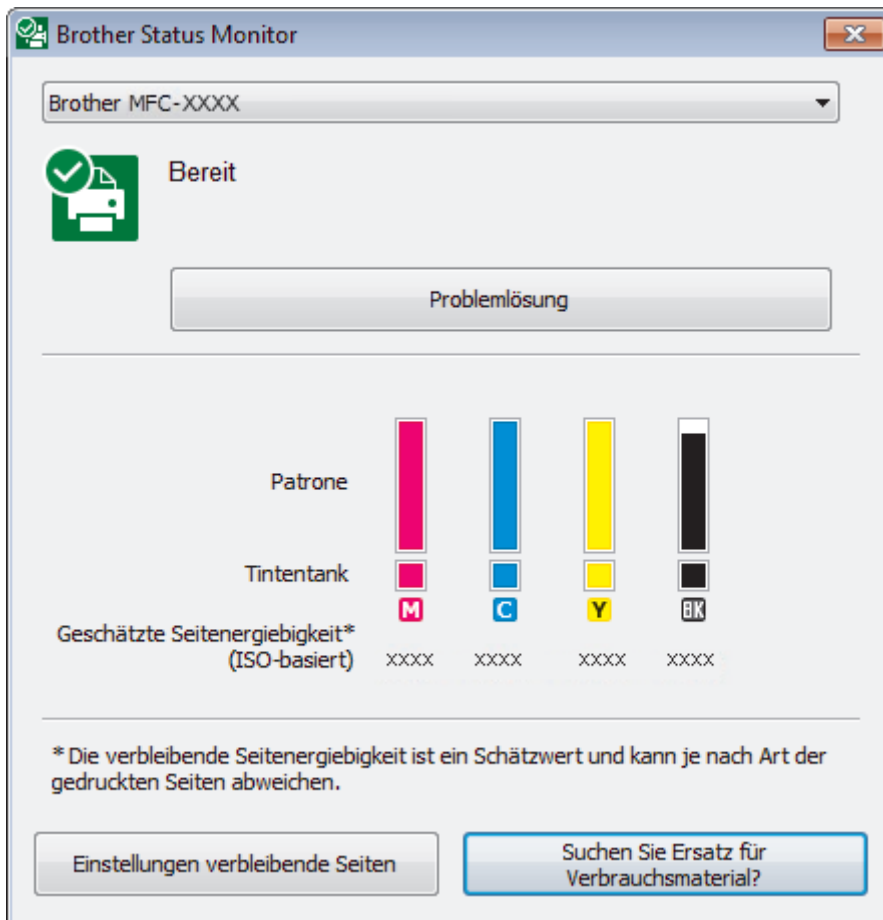 Brother Status Monitor
Brother MFC-XXXX
Bereit
Problemlösung
Patrone
Tintentank
M C Y BK
Geschätzte Seitenergiebigkeit*
(ISO-basiert) XXXX XXXX XXXX XXXX
* Die verbleibende Seitenergiebigkeit ist ein Schätzwert und kann je nach Art der
gedruckten Seiten abweichen.
Einstellungen verbleibende Seiten
Suchen Sie Ersatz für
Verbrauchsmaterial?